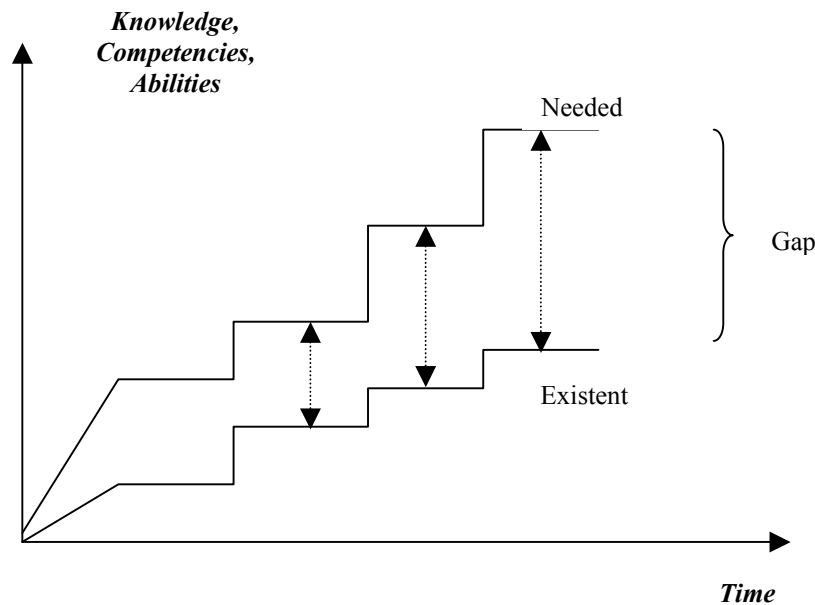 Knowledge,
Competencies,
Abilities
Needed
Gap
Existent
Time